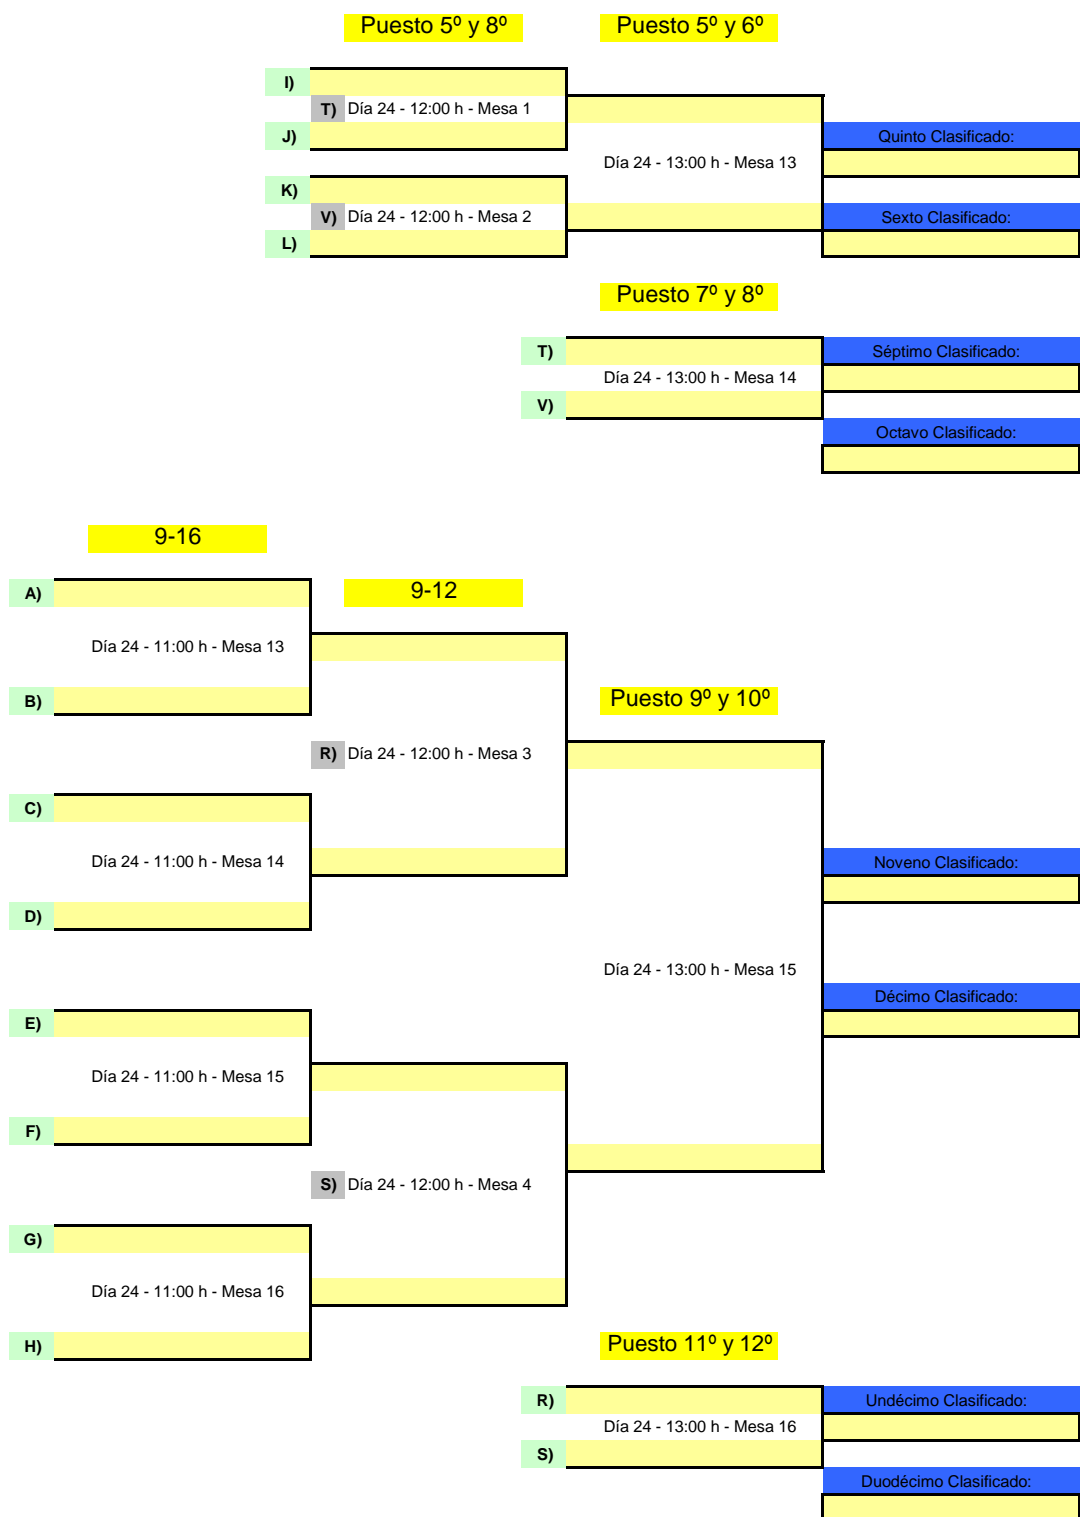 Puesto 5º y 8º
Puesto 5º y 6º
I)
T) Día 24 - 12:00 h - Mesa 1
J)
Quinto Clasificado:
Día 24 - 13:00 h - Mesa 13
K)
V) Día 24 - 12:00 h - Mesa 2
Sexto Clasificado:
L)
Puesto 7º y 8º
T)
Séptimo Clasificado:
Día 24 - 13:00 h - Mesa 14
V)
Octavo Clasificado:
9-16
A)
9-12
Día 24 - 11:00 h - Mesa 13
B)
Puesto 9º y 10º
R) Día 24 - 12:00 h - Mesa 3
C)
Día 24 - 11:00 h - Mesa 14
Noveno Clasificado:
D)
Día 24 - 13:00 h - Mesa 15
Décimo Clasificado:
E)
Día 24 - 11:00 h - Mesa 15
F)
S) Día 24 - 12:00 h - Mesa 4
G)
Día 24 - 11:00 h - Mesa 16
H)
Puesto 11º y 12º
R)
Undécimo Clasificado:
Día 24 - 13:00 h - Mesa 16
S)
Duodécimo Clasificado: